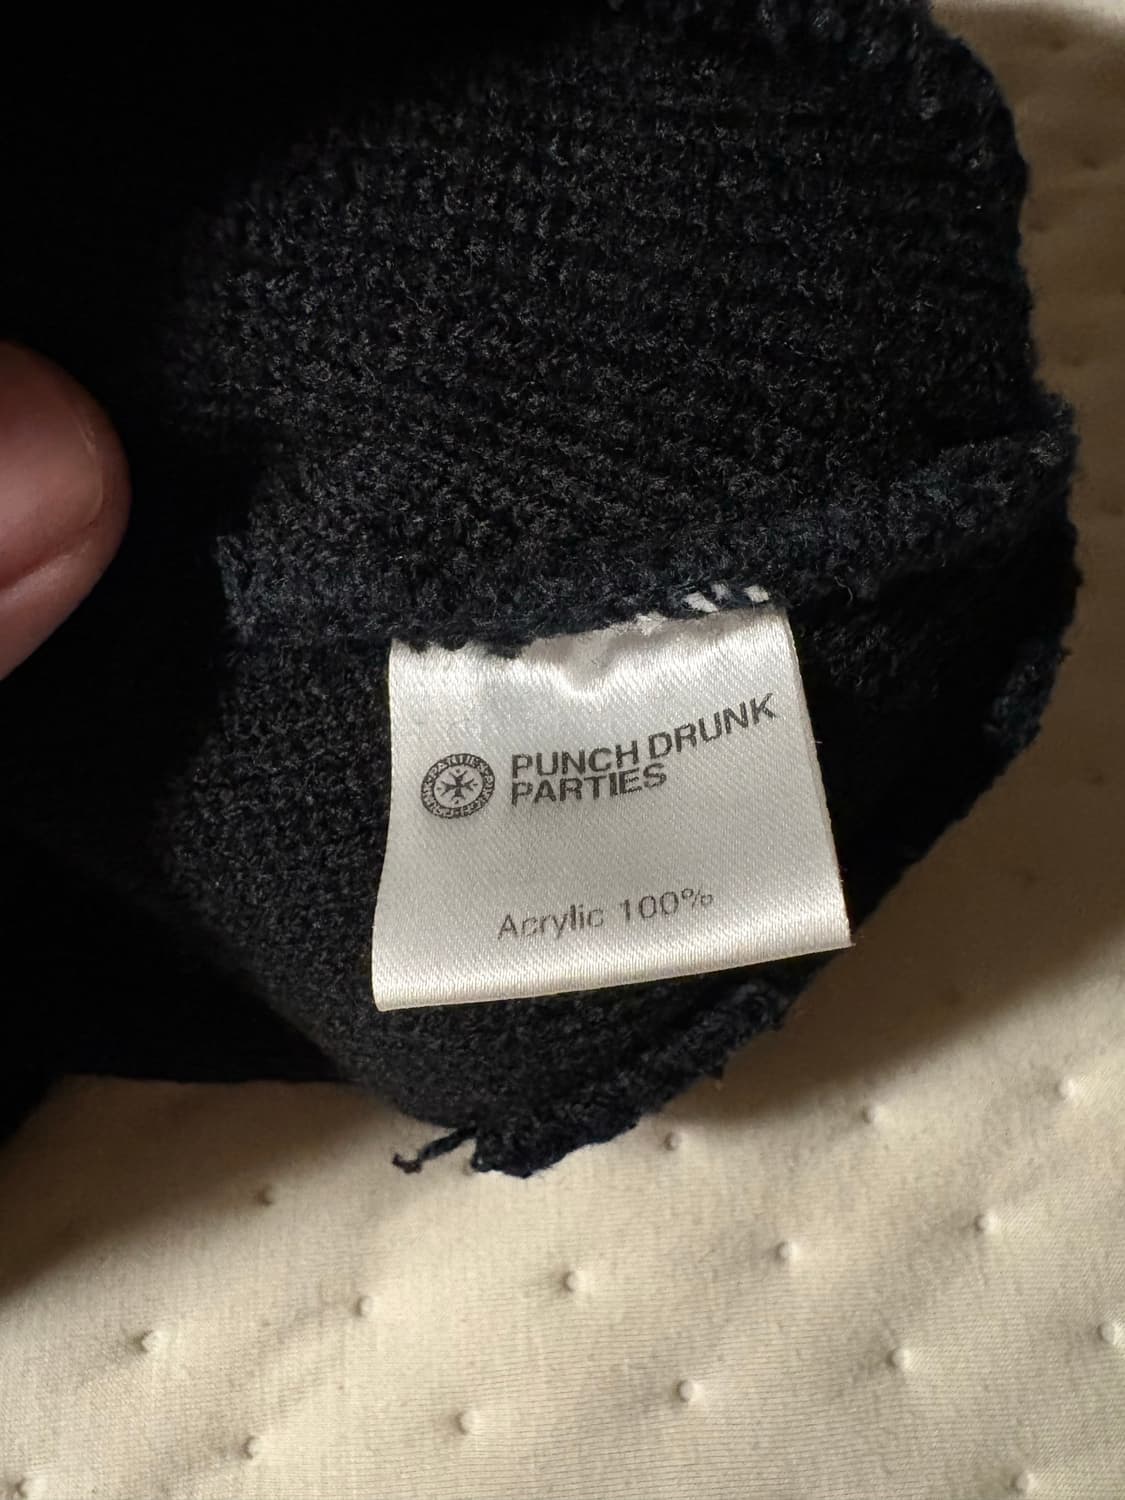 PUNCH DRUNK
PARTIES
Acrylic 100%